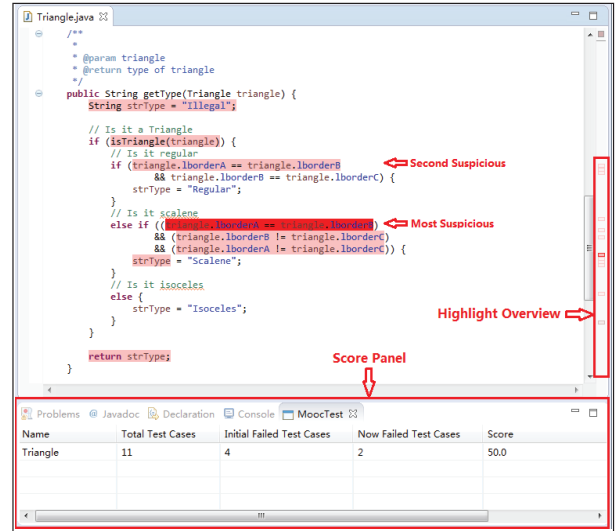 Triangle.java
/**
*
* @param triangle
* @return type of triangle
*/
public String getType(Triangle triangle) {
String strType = "Illegal";
// Is it a Triangle
if (isTriangle(triangle)) {
// Is it regular
if (triangle.lborderA == triangle.lborderB
Second Suspicious
&& triangle.lborderB == triangle.lborderC) {
strType = "Regular";
}
// Is it scalene
else if ((triangle.lborderA == triangle.lborderB)
Most Suspicious
&& (triangle.lborderB != triangle.lborderC)
&& (triangle.lborderA != triangle.lborderC)) {
strType = "Scalene";
}
// Is it isoceles
else {
strType = "Isoceles";
}
}
Highlight Overview
return strType;
}
Score Panel
Problems @ Javadoc Declaration Console MoocTest
Name Total Test Cases Initial Failed Test Cases Now Failed Test Cases Score
Triangle 11 4 2 50.0